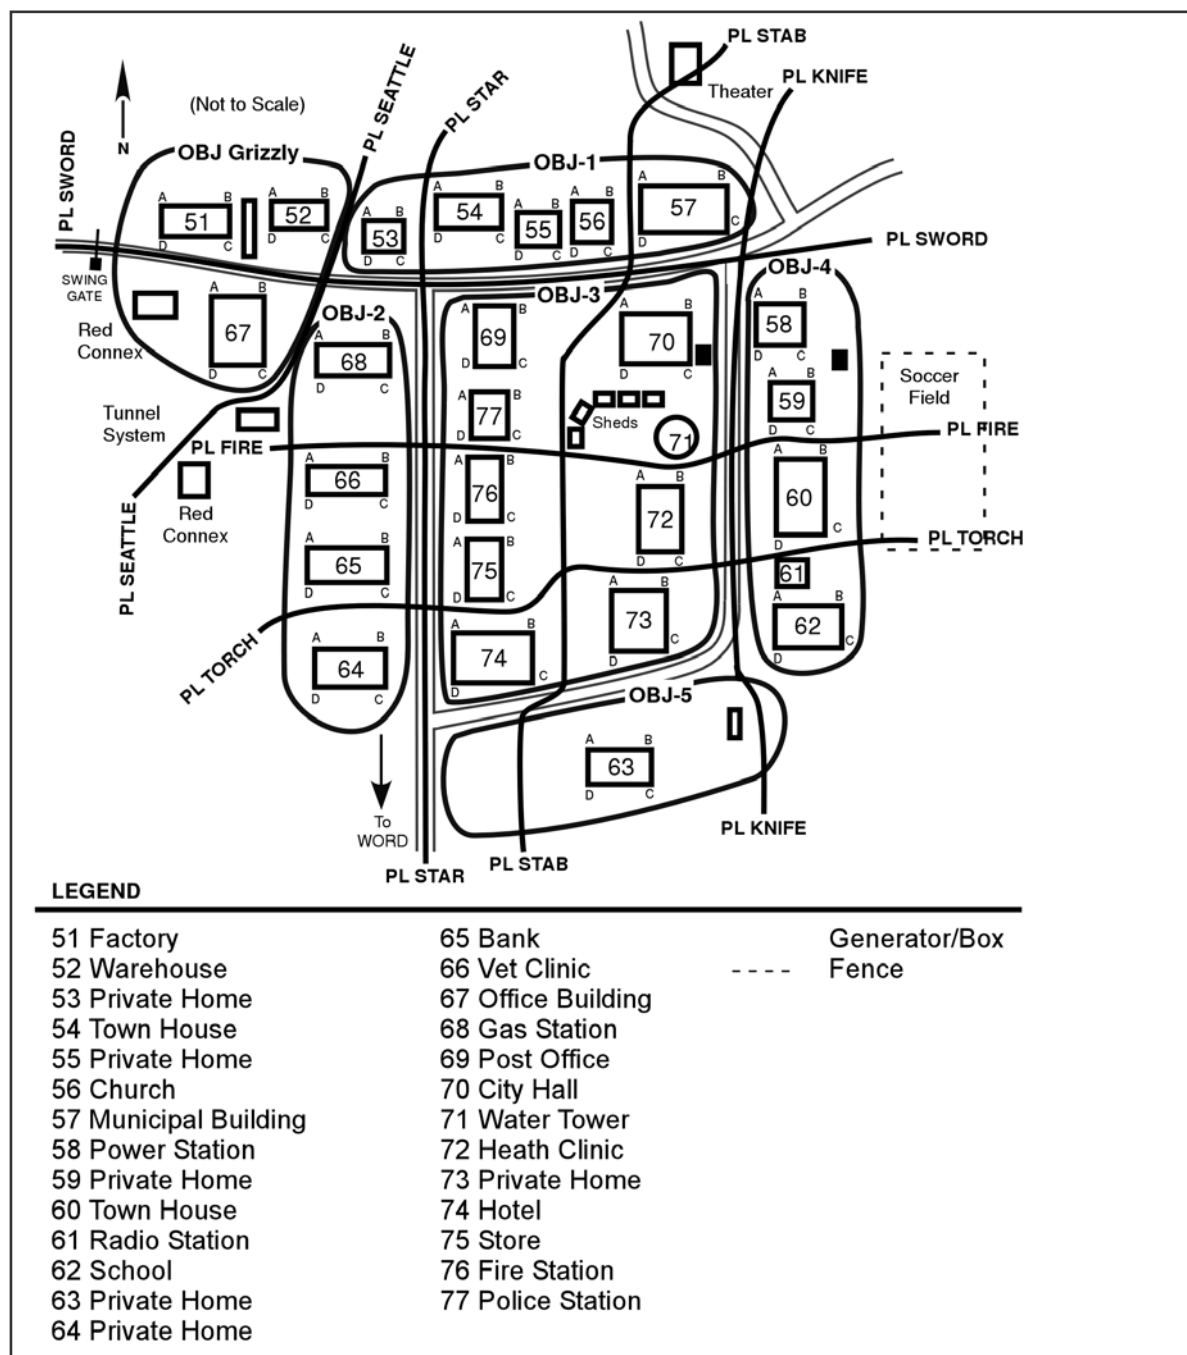 PL STAB
PL KNIFE
PL SEATTLE
PL STAR
Theater
(Not to Scale)
N
PL SWORD
OBJ Grizzly
OBJ-1
A B
51
D C
A B
52
D C
A B
53
D C
A B
54
D C
A B
55
D C
A B
56
D C
A B
57
D C
PL SWORD
SWING
GATE
Red
Connex
A B
67
D C
OBJ-2
OBJ-3
OBJ-4
A B
68
D C
A B
69
D C
A B
70
D C
A B
58
D C
Soccer
Field
Tunnel
System
A B
77
D C
Sheds
71
A B
59
D C
PL FIRE
PL FIRE
PL SEATTLE
Red
Connex
A B
66
D C
A B
76
D C
A B
72
D C
A B
60
D C
PL TORCH
A B
65
D C
A B
75
D C
61
PL TORCH
A B
64
D C
B
74
D C
A B
73
D C
A B
62
D C
OBJ-5
A B
63
D C
To
WORD
PL STAR
PL STAB
PL KNIFE
LEGEND
51 Factory
52 Warehouse
53 Private Home
54 Town House
55 Private Home
56 Church
57 Municipal Building
58 Power Station
59 Private Home
60 Town House
61 Radio Station
62 School
63 Private Home
64 Private Home
65 Bank
66 Vet Clinic
67 Office Building
68 Gas Station
69 Post Office
70 City Hall
71 Water Tower
72 Heath Clinic
73 Private Home
74 Hotel
75 Store
76 Fire Station
77 Police Station
Generator/Box
---- Fence